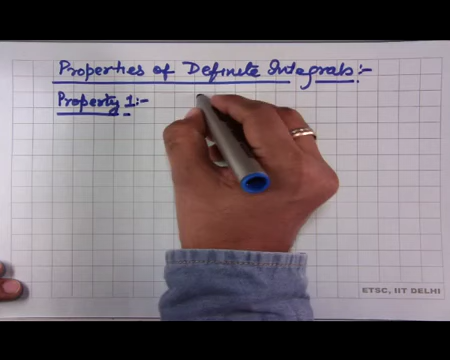 Properties of Definite Integrals:-
Property 1:-
ETSC, IIT DELHI